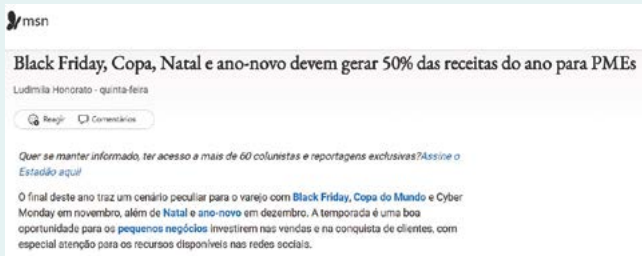 msn
Black Friday, Copa, Natal e ano-novo devem gerar 50% das receitas do ano para PMEs
Ludimila Honorato - quinta-feira
Reagir Comentários
Quer se manter informado, ter acesso a mais de 60 colunistas e reportagens exclusivas?Assine o
Estadão aqui!
O final deste ano traz um cenário peculiar para o varejo com Black Friday, Copa do Mundo e Cyber
Monday em novembro, além de Natal e ano-novo em dezembro. A temporada é uma boa
oportunidade para os pequenos negócios investirem nas vendas e na conquista de clientes, com
especial atenção para os recursos disponíveis nas redes sociais.